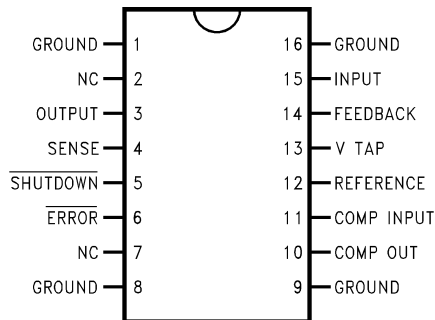 GROUND 1 16 GROUND
NC 2 15 INPUT
OUTPUT 3 14 FEEDBACK
SENSE 4 13 V TAP
SHUTDOWN 5 12 REFERENCE
ERROR 6 11 COMP INPUT
NC 7 10 COMP OUT
GROUND 8 9 GROUND